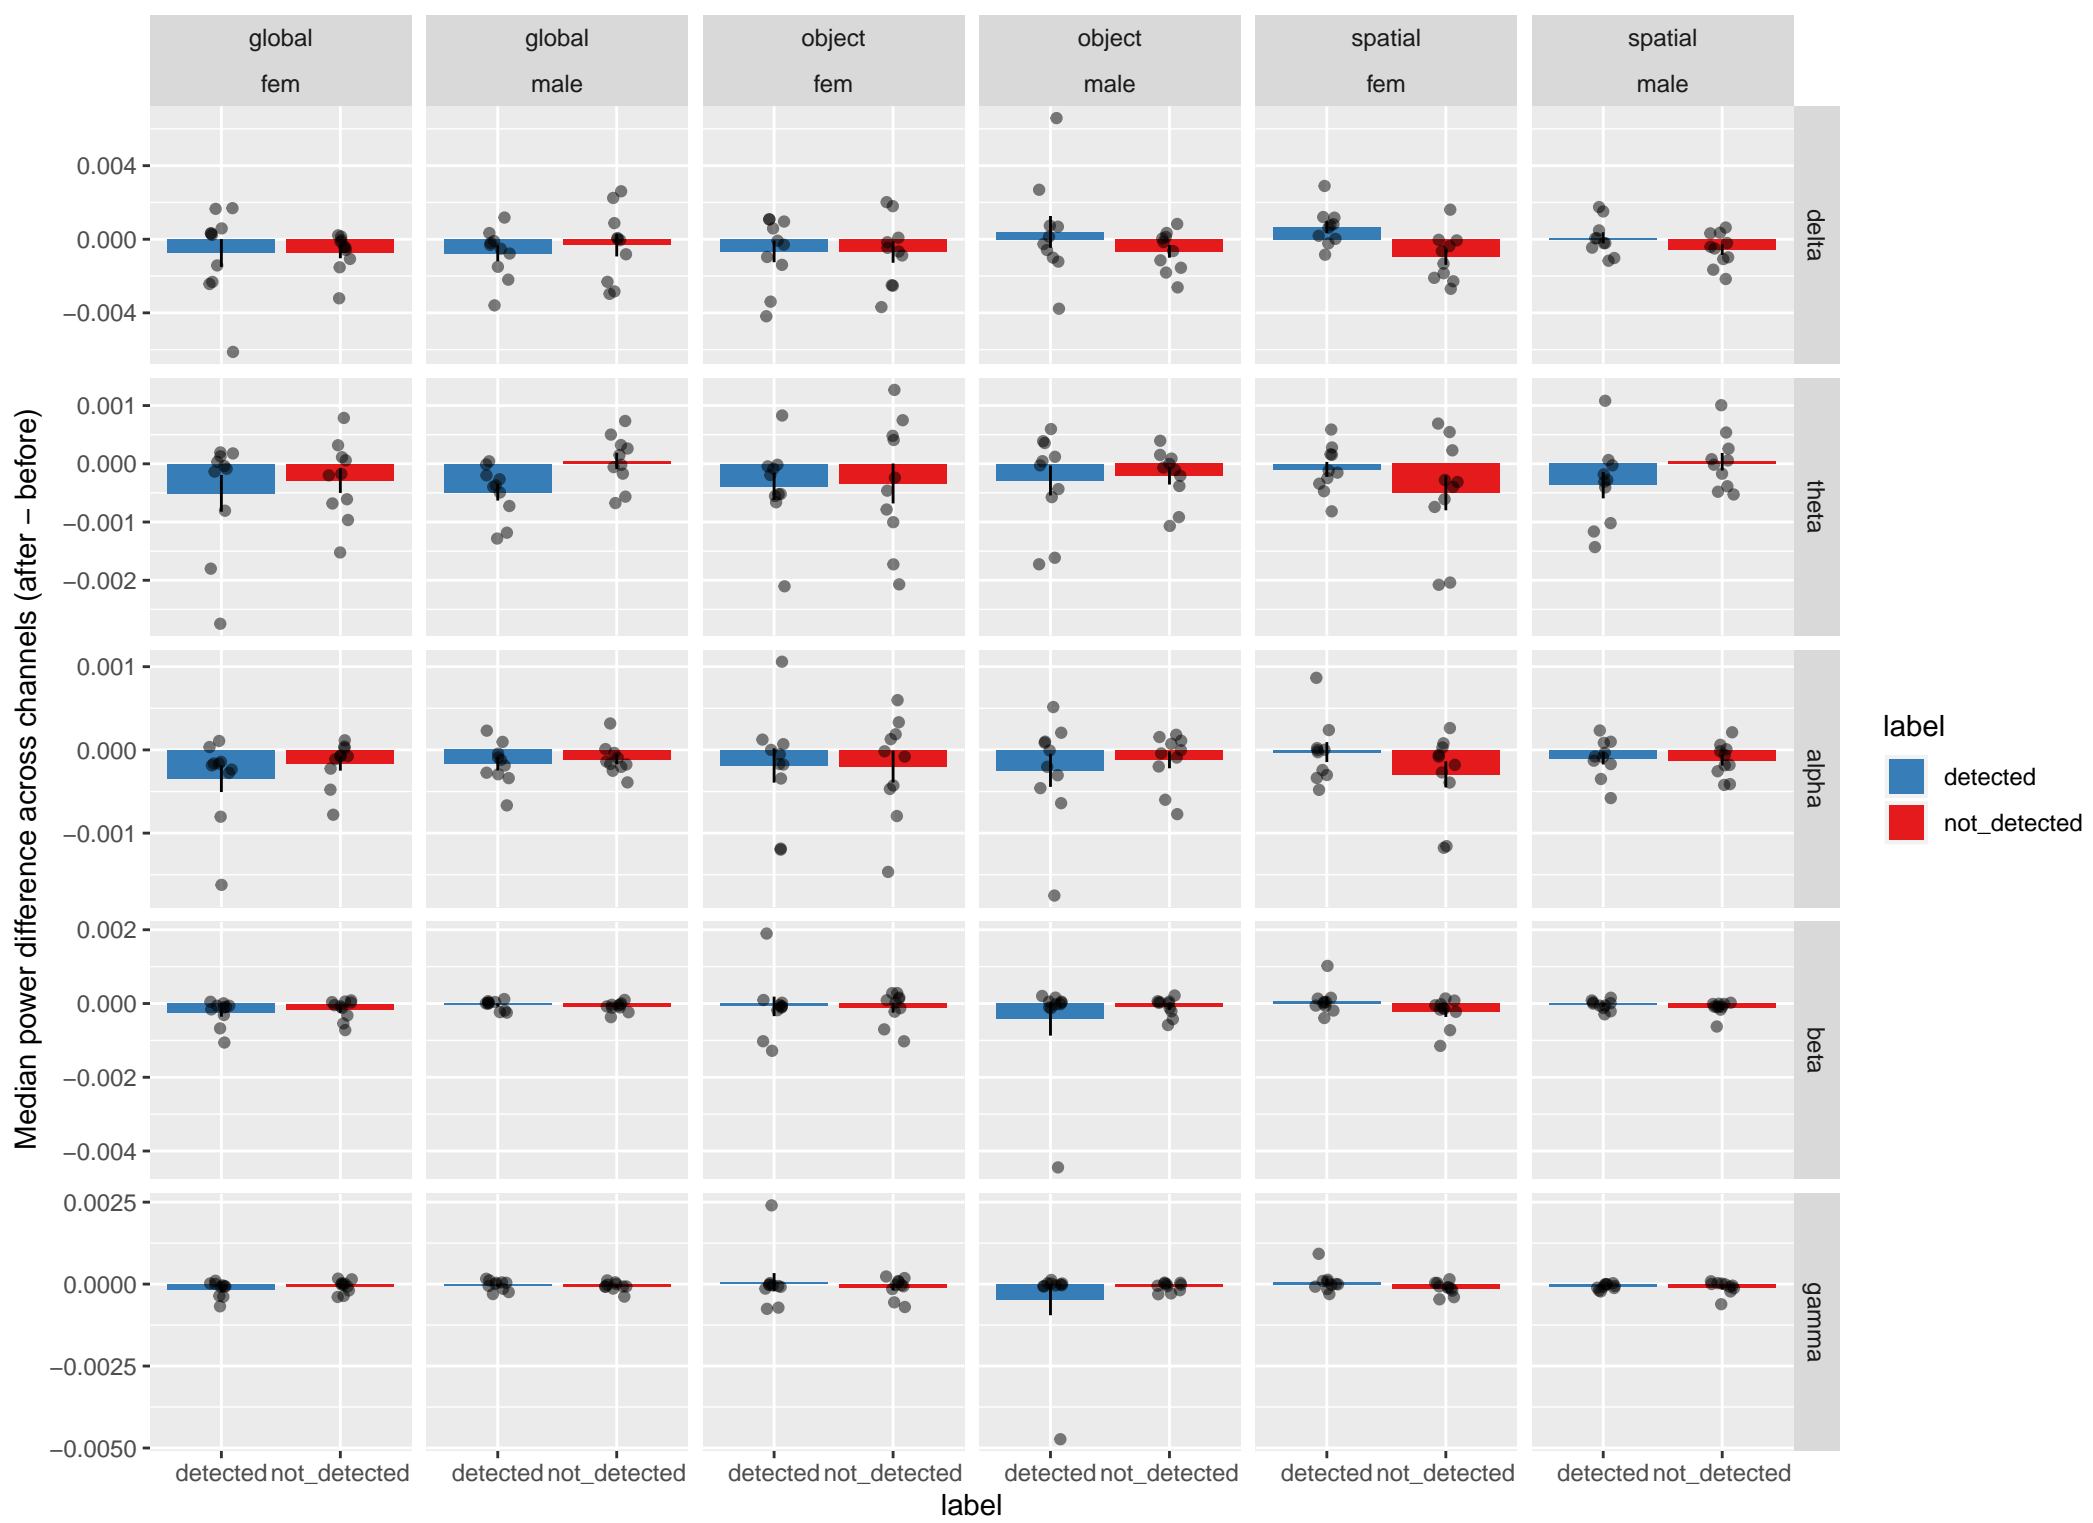 global global object object spatial spatial
fem male fem male fem male
0.004
0.000
−0.004
delta
0.001
0.000
−0.001
−0.002
theta
0.001
0.000
−0.001
alpha
0.002
0.000
−0.002
−0.004
beta
0.0025
0.0000
−0.0025
−0.0050
gamma
detected not_detected detected not_detected detected not_detected detected not_detected detected not_detected detected not_detected
label
Median power difference across channels (after − before)
label
detected
not_detected